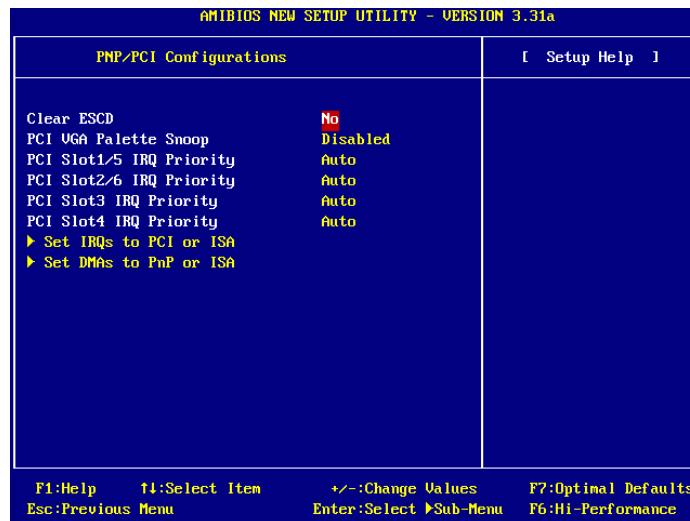 AMIBIOS NEW SETUP UTILITY - VERSION 3.31a
PNP/PCI Configurations
[ Setup Help ]
Clear ESCD No
PCI VGA Palette Snoop Disabled
PCI Slot1/5 IRQ Priority Auto
PCI Slot2/6 IRQ Priority Auto
PCI Slot3 IRQ Priority Auto
PCI Slot4 IRQ Priority Auto
▶ Set IRQs to PCI or ISA
▶ Set DMAs to PnP or ISA
F1:Help ↑↓:Select Item +/-:Change Values F7:Optimal Defaults
Esc:Previous Menu Enter:Select ▶Sub-Menu F6:Hi-Performance